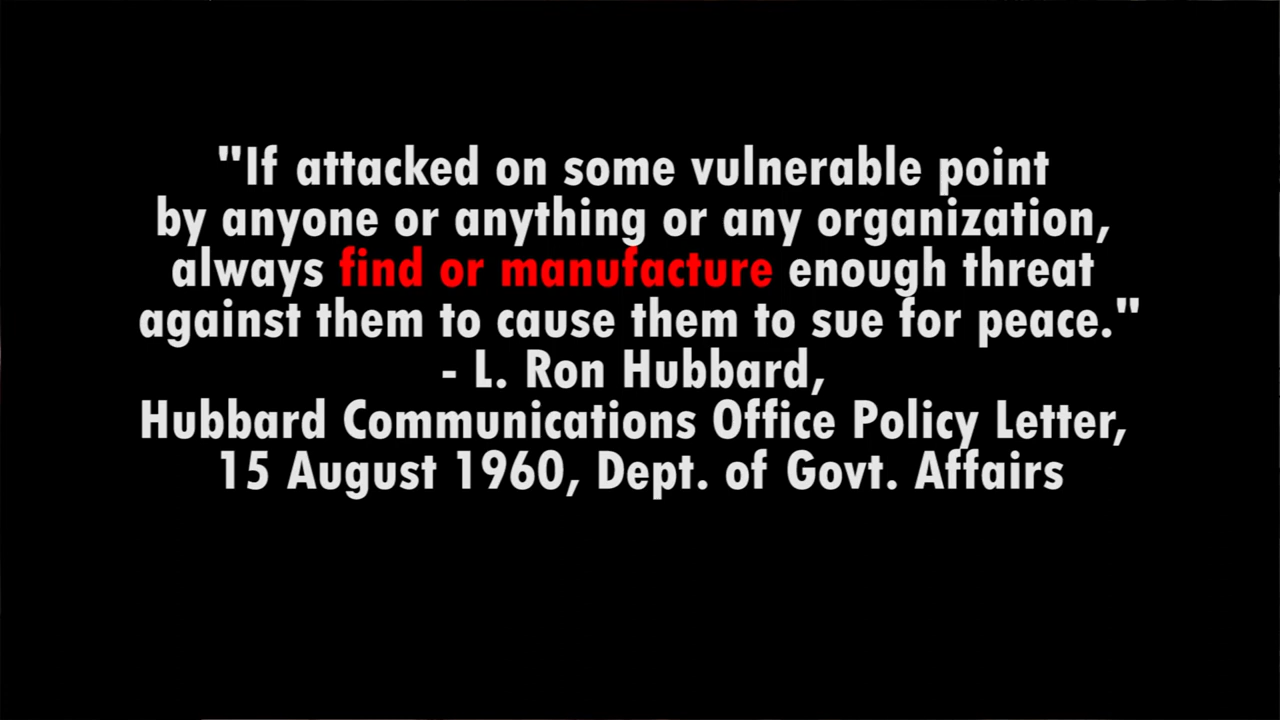 "If attacked on some vulnerable point
by anyone or anything or any organization,
always find or manufacture enough threat
against them to cause them to sue for peace."
- L. Ron Hubbard,
Hubbard Communications Office Policy Letter,
15 August 1960, Dept. of Govt. Affairs